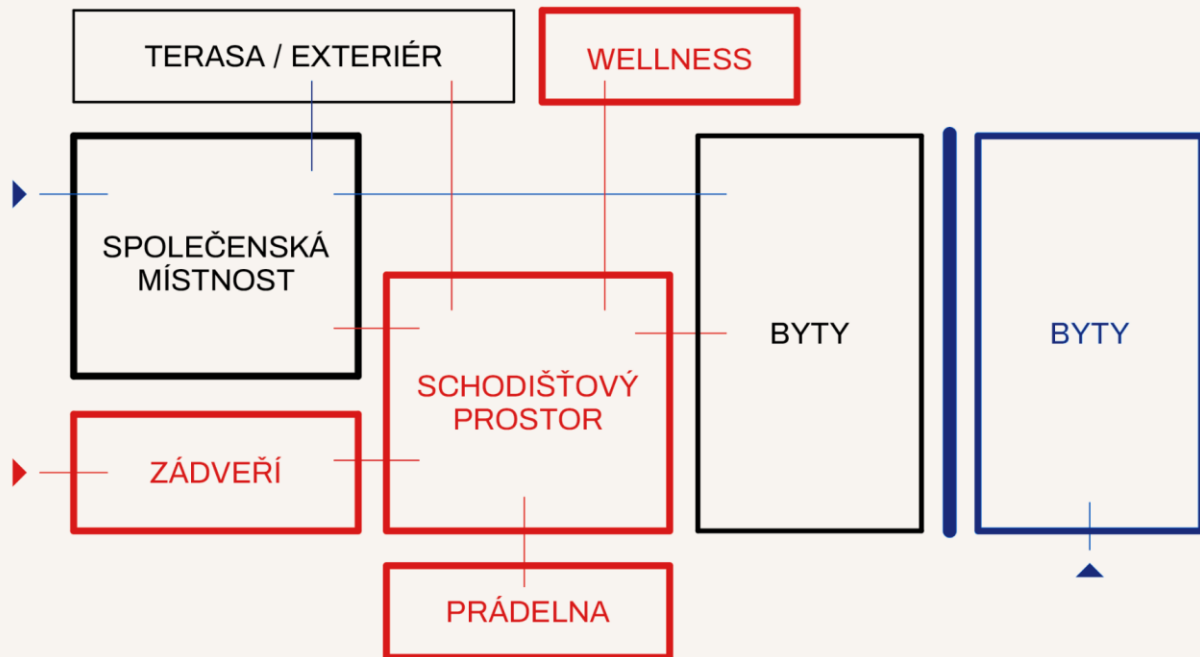 TERASA / EXTERIÉR
WELLNESS
SPOLEČENSKÁ
MÍSTNOST
BYTY
BYTY
SCHODIŠŤOVÝ
PROSTOR
ZÁDVEŘÍ
PRÁDELNA